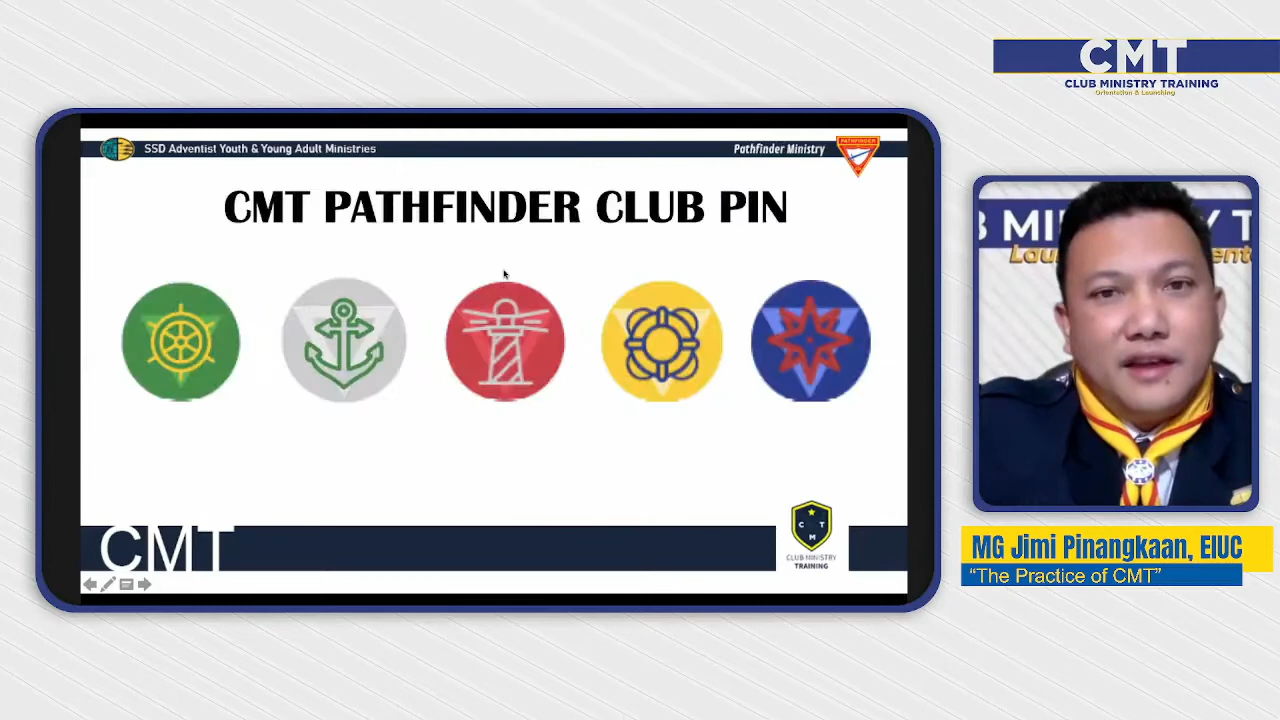 CMT
CLUB MINISTRY TRAINING
Orientation & Launching
SSD Adventist Youth & Young Adult Ministries
Pathfinder Ministry
PATHFINDER
CMT PATHFINDER CLUB PIN
CMT
C T
M
CLUB MINISTRY
TRAINING
MG Jimi Pinangkaan, EIUC
“The Practice of CMT”